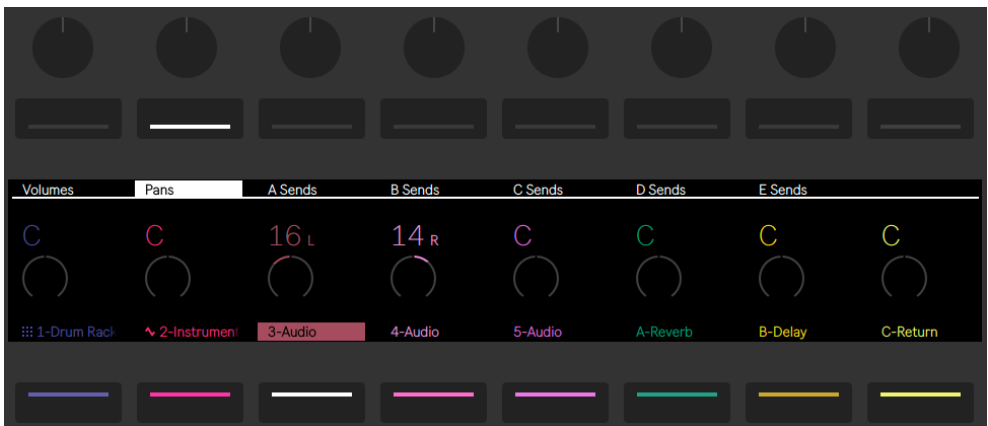 Volumes Pans A Sends B Sends C Sends D Sends E Sends
C C 16 L 14 R C C C C
1-Drum Rack 2-Instrument 3-Audio 4-Audio 5-Audio A-Reverb B-Delay C-Return